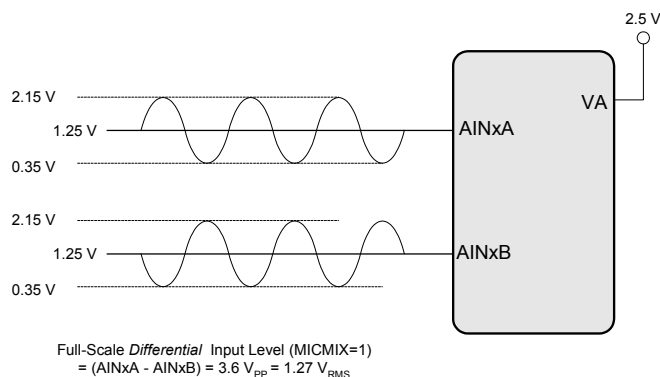 2.5 V
VA
2.15 V
1.25 V
0.35 V
AINxA
2.15 V
1.25 V
0.35 V
AINxB
Full-Scale Differential Input Level (MICMIX=1)
= (AINxA - AINxB) = 3.6 VPP = 1.27 VRMS